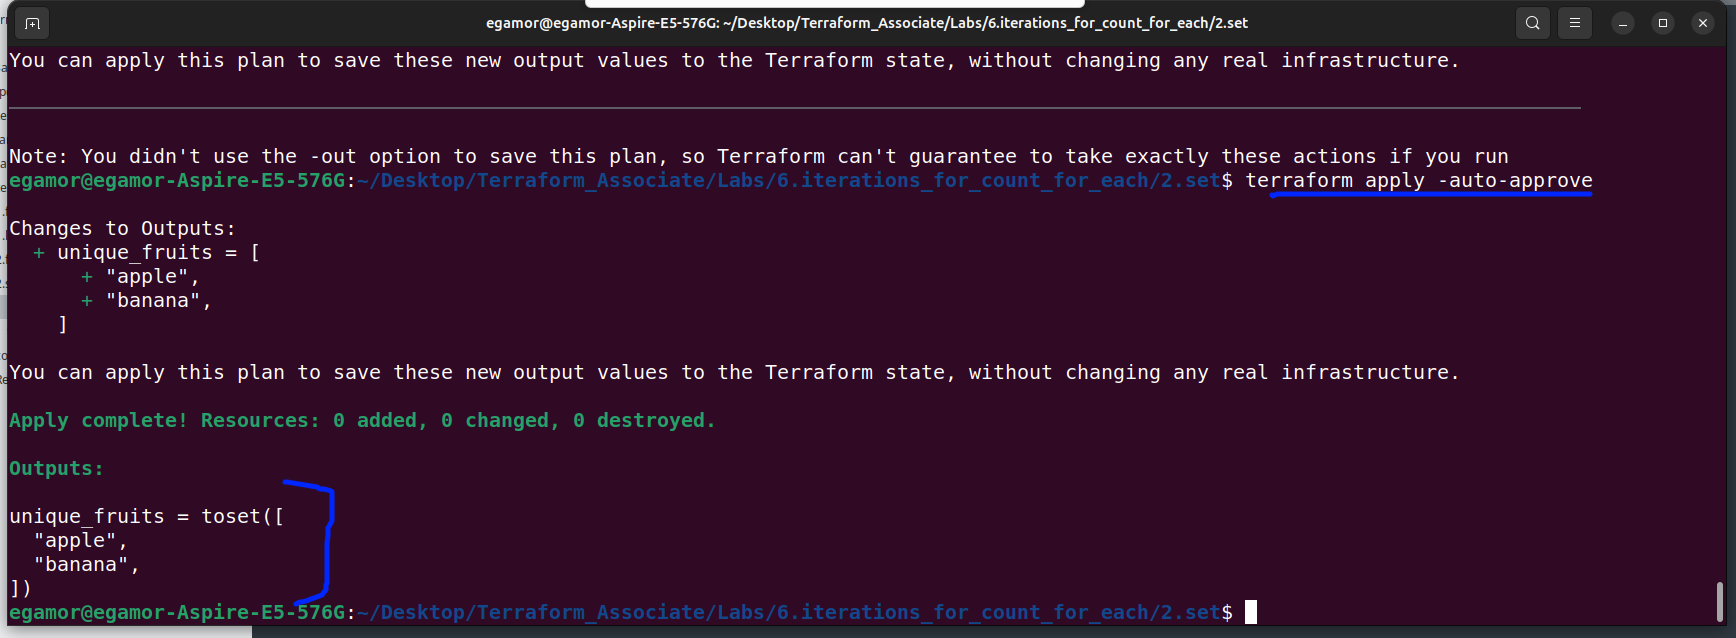 egamor@egamor-Aspire-E5-576G: ~/Desktop/Terraform_Associate/Labs/6.iterations_for_count_for_each/2.set
You can apply this plan to save these new output values to the Terraform state, without changing any real infrastructure.
Note: You didn't use the -out option to save this plan, so Terraform can't guarantee to take exactly these actions if you run
egamor@egamor-Aspire-E5-576G:~/Desktop/Terraform_Associate/Labs/6.iterations_for_count_for_each/2.set$ terraform apply -auto-approve
Changes to Outputs:
  + unique_fruits = [
      + "apple",
      + "banana",
    ]
You can apply this plan to save these new output values to the Terraform state, without changing any real infrastructure.
Apply complete! Resources: 0 added, 0 changed, 0 destroyed.
Outputs:
unique_fruits = toset([
  "apple",
  "banana",
])
egamor@egamor-Aspire-E5-576G:~/Desktop/Terraform_Associate/Labs/6.iterations_for_count_for_each/2.set$